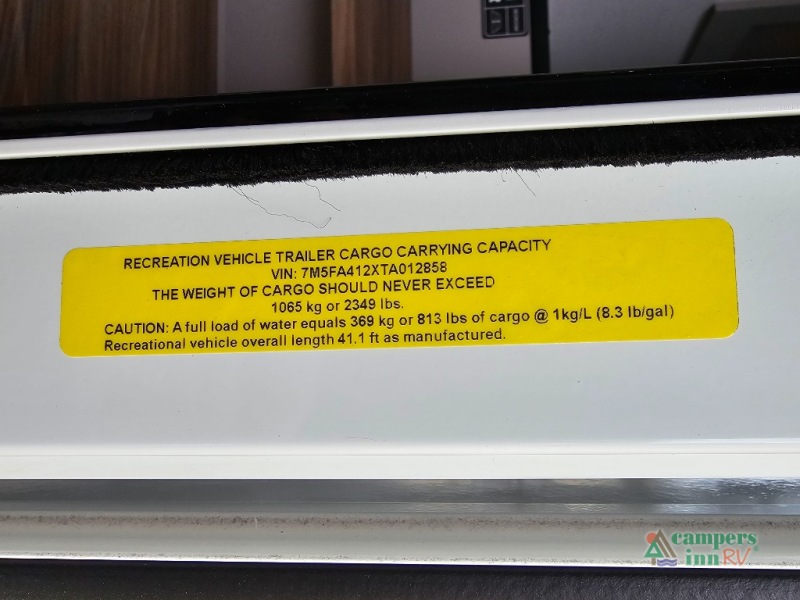 RECREATION VEHICLE TRAILER CARGO CARRYING CAPACITY
VIN: 7M5FA412XTA012858
THE WEIGHT OF CARGO SHOULD NEVER EXCEED
1065 kg or 2349 lbs.
CAUTION: A full load of water equals 369 kg or 813 lbs of cargo @ 1kg/L (8.3 lb/gal)
Recreational vehicle overall length 41.1 ft as manufactured.
campers
inn RV